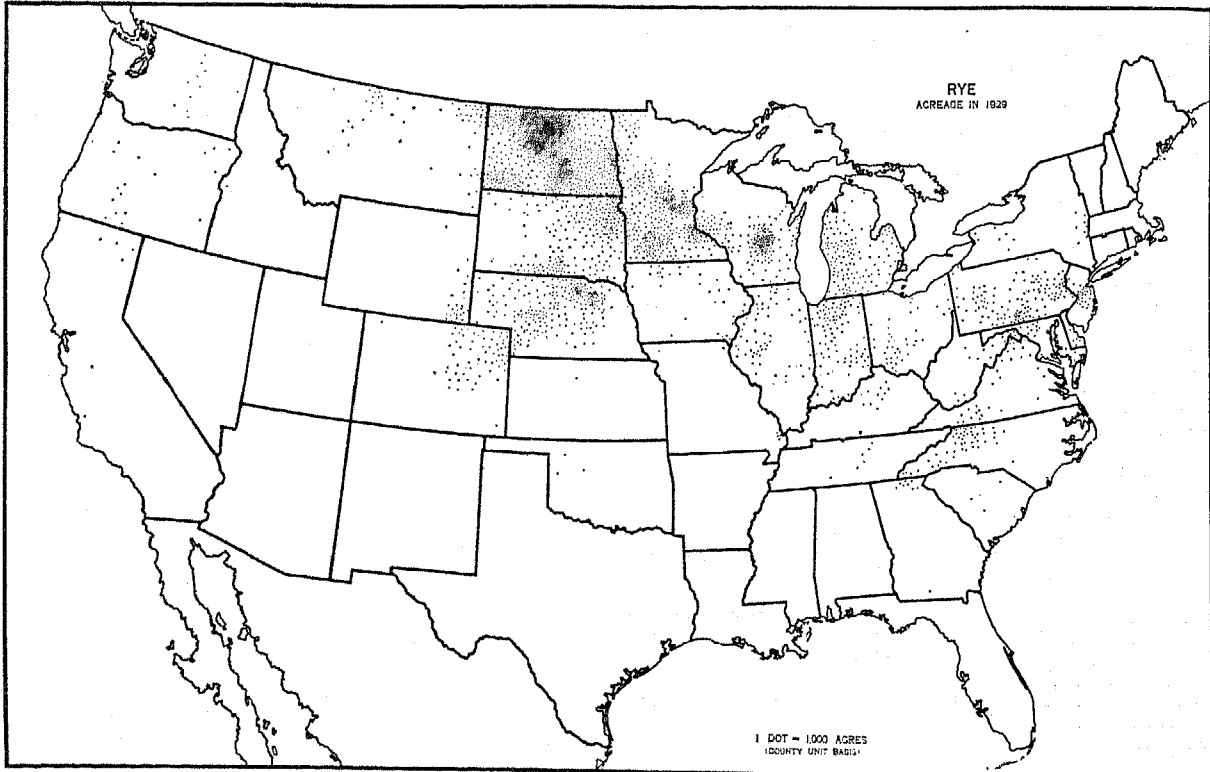 RYE
ACREAGE IN 1929
1 DOT = 1,000 ACRES
(COUNTY UNIT BASIS)